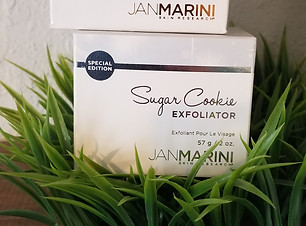 JANMARINI
SKIN RESEARCH
SPECIAL
EDITION
Sugar Cookie
EXFOLIATOR
Exfoliant Pour Le Visage
57 g / 2 oz.
JANMARINI
SKIN RESEARCH